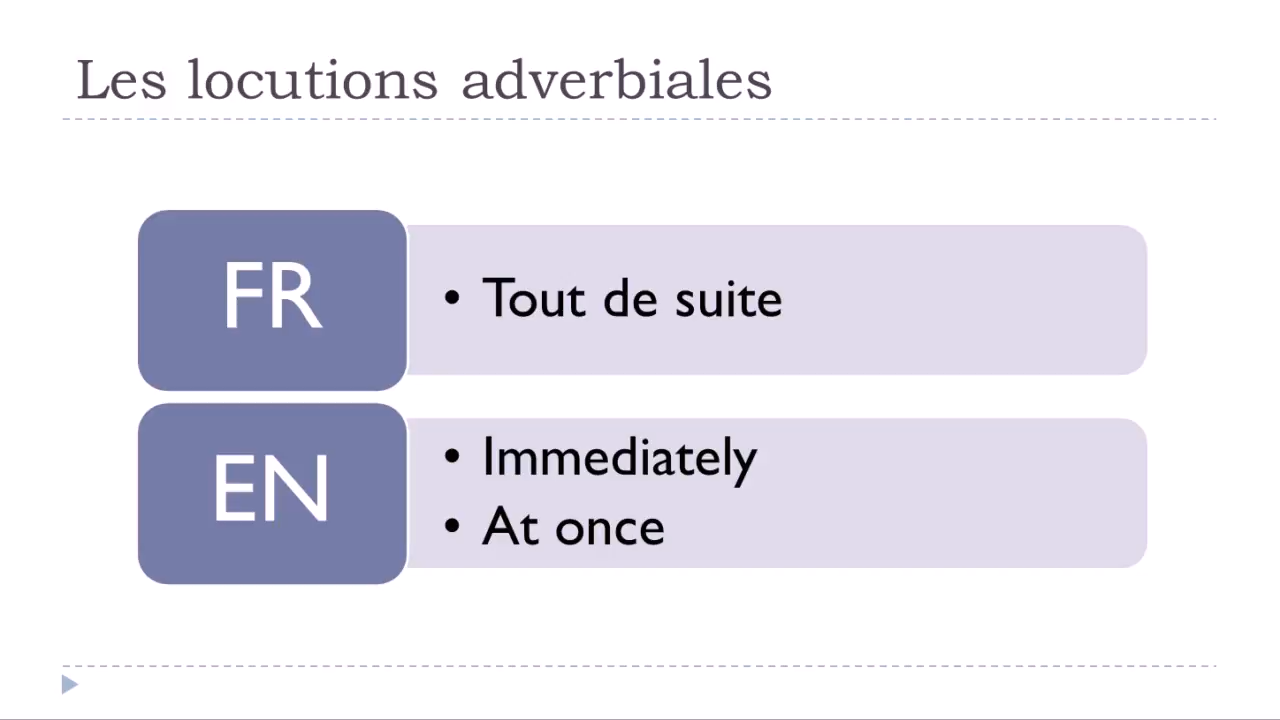 Les locutions adverbiales
FR
• Tout de suite
EN
• Immediately
• At once